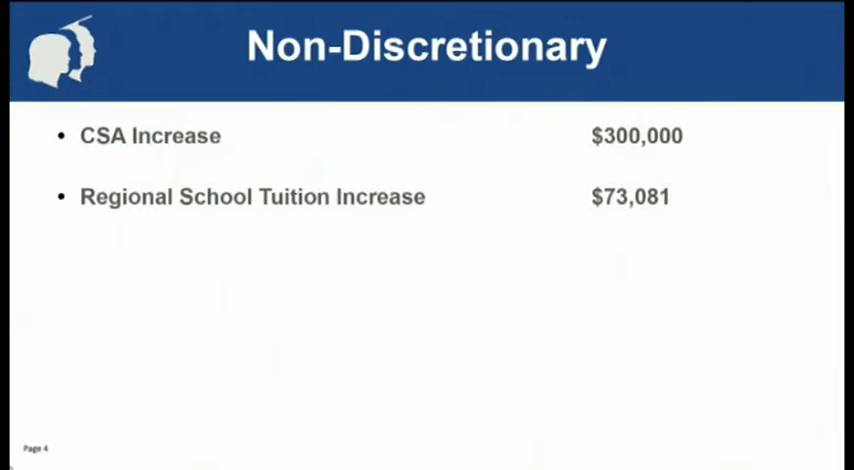 Non-Discretionary
• CSA Increase $300,000
• Regional School Tuition Increase $73,081
Page 4